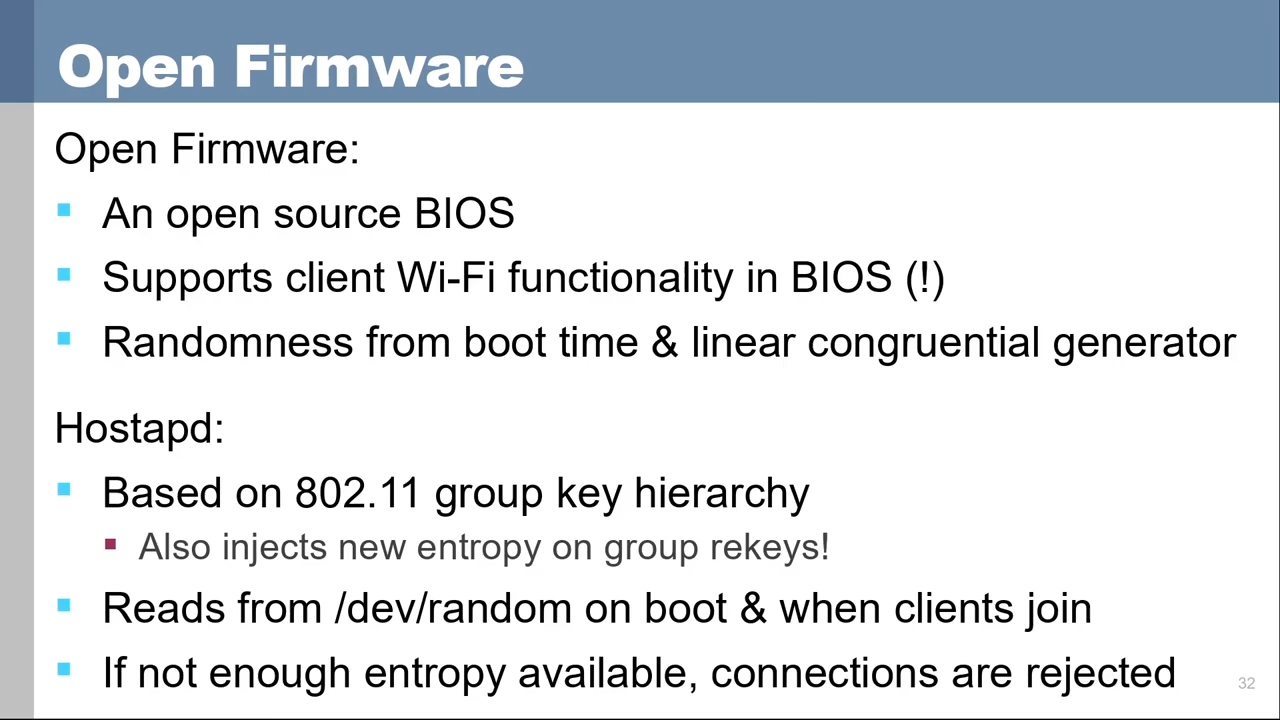 Open Firmware
Open Firmware:
An open source BIOS
Supports client Wi-Fi functionality in BIOS (!)
Randomness from boot time & linear congruential generator
Hostapd:
Based on 802.11 group key hierarchy
Also injects new entropy on group rekeys!
Reads from /dev/random on boot & when clients join
If not enough entropy available, connections are rejected
32